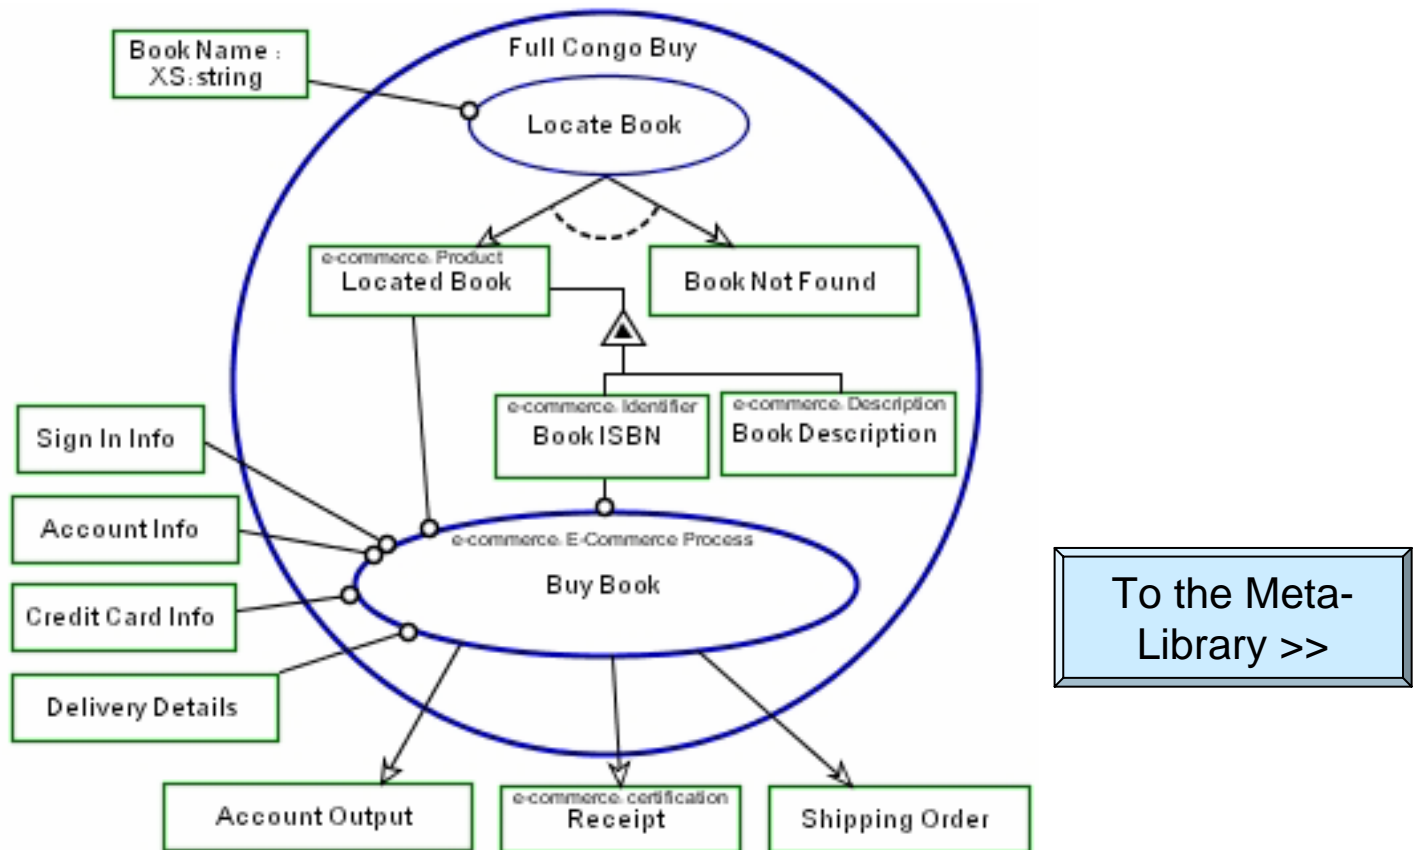 Full Congo Buy
Book Name :
XS:string
Locate Book
e-commerce: Product
Located Book
Book Not Found
e-commerce: Identifier
Book ISBN
e-commerce: Description
Book Description
Sign In Info
Account Info
Credit Card Info
Delivery Details
e-commerce: E-Commerce Process
Buy Book
To the Meta-
Library >>
Account Output
e-commerce: certification
Receipt
Shipping Order